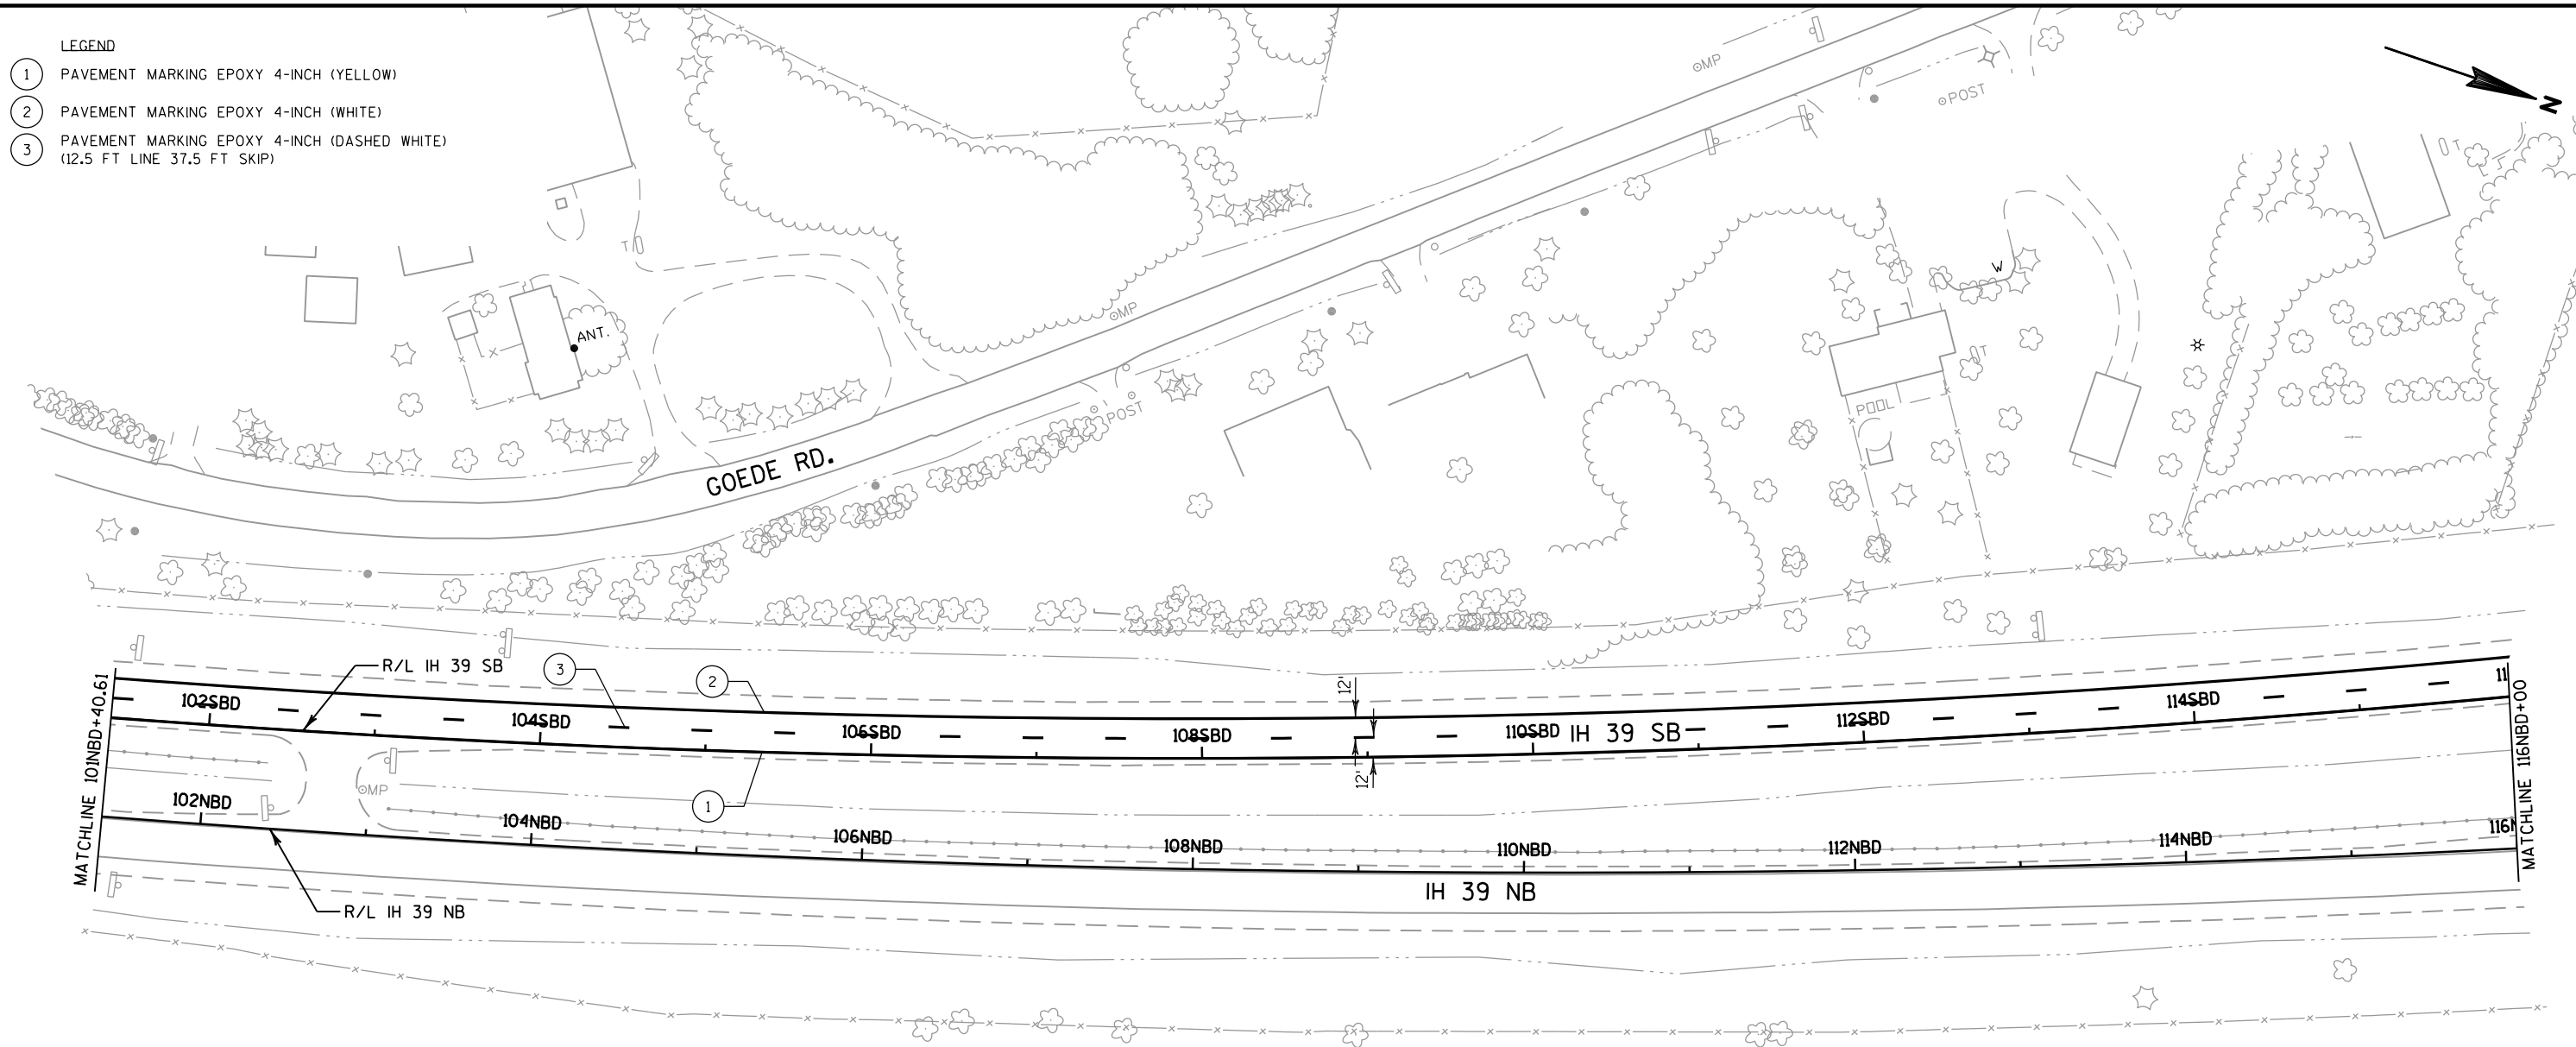 LEGEND
1 PAVEMENT MARKING EPOXY 4-INCH (YELLOW)
2 PAVEMENT MARKING EPOXY 4-INCH (WHITE)
3 PAVEMENT MARKING EPOXY 4-INCH (DASHED WHITE)
(12.5 FT LINE 37.5 FT SKIP)
N
MP
POST
T
T
W
ANT.
MP
T
POST
POOL
GOEDE RD.
MATCHLINE 101NBD+40.61
R/L IH 39 SB
3
2
12'
12'
102SBD
104SBD
106SBD
108SBD
110SBD
IH 39 SB
112SBD
114SBD
11
MP
1
102NBD
104NBD
106NBD
108NBD
110NBD
112NBD
114NBD
116N
MATCHLINE 116NBD+00
IH 39 NB
R/L IH 39 NB